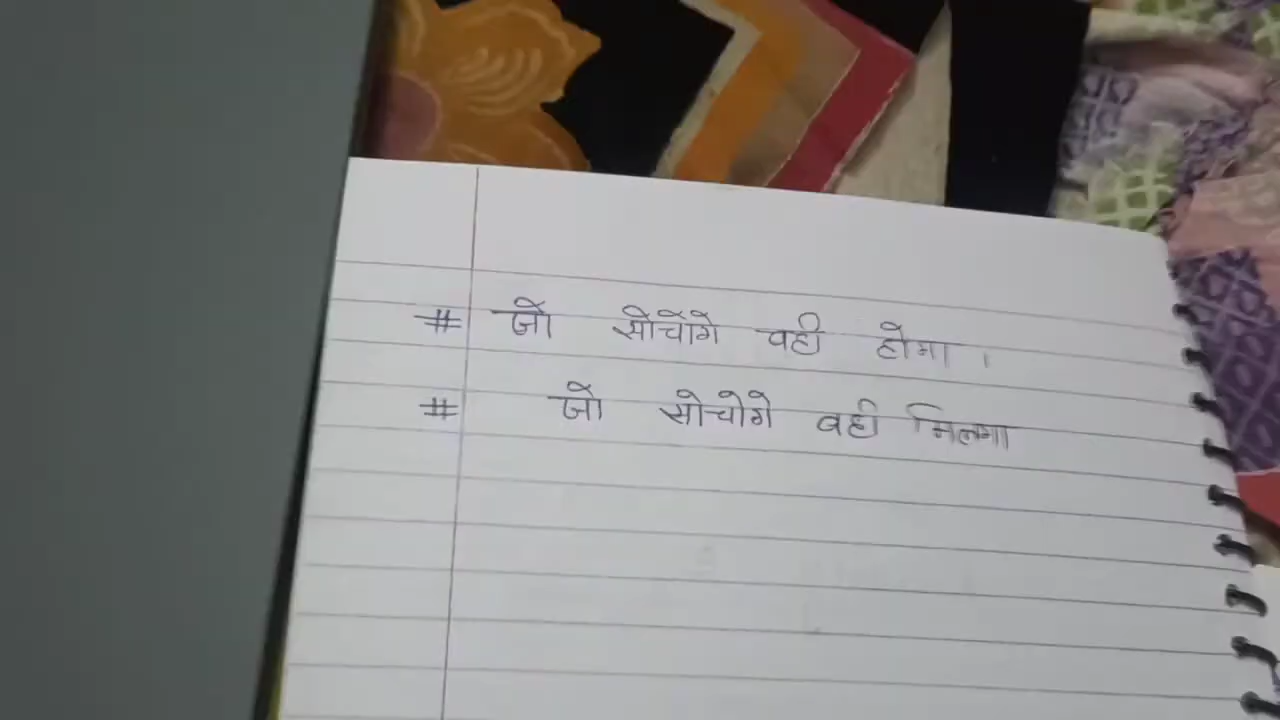 # जो सोचोगे वही होगा ।
# जो सोचोगे वही मिलगा